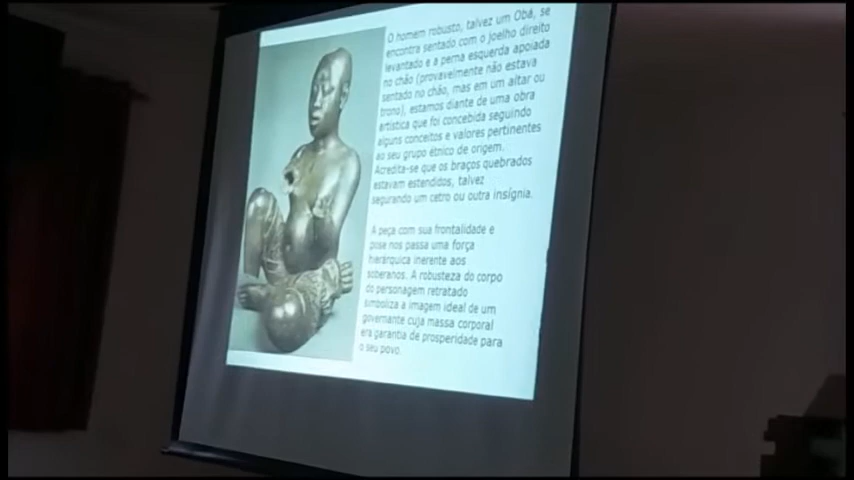 O homem robusto, talvez um Obá, se
encontra sentado com o joelho direito
levantado e a perna esquerda apoiada
no chão (provavelmente não estava
sentado no chão, mas em um altar ou
trono), estamos diante de uma obra
artística que foi concebida seguindo
alguns conceitos e valores pertinentes
ao seu grupo étnico de origem.
Acredita-se que os braços quebrados
estavam estendidos, talvez
segurando um cetro ou outra insígnia.
A peça com sua frontalidade e
pose nos passa uma força
hierárquica inerente aos
soberanos. A robusteza do corpo
do personagem retratado
simboliza a imagem ideal de um
governante cuja massa corporal
era garantia de prosperidade para
o seu povo.